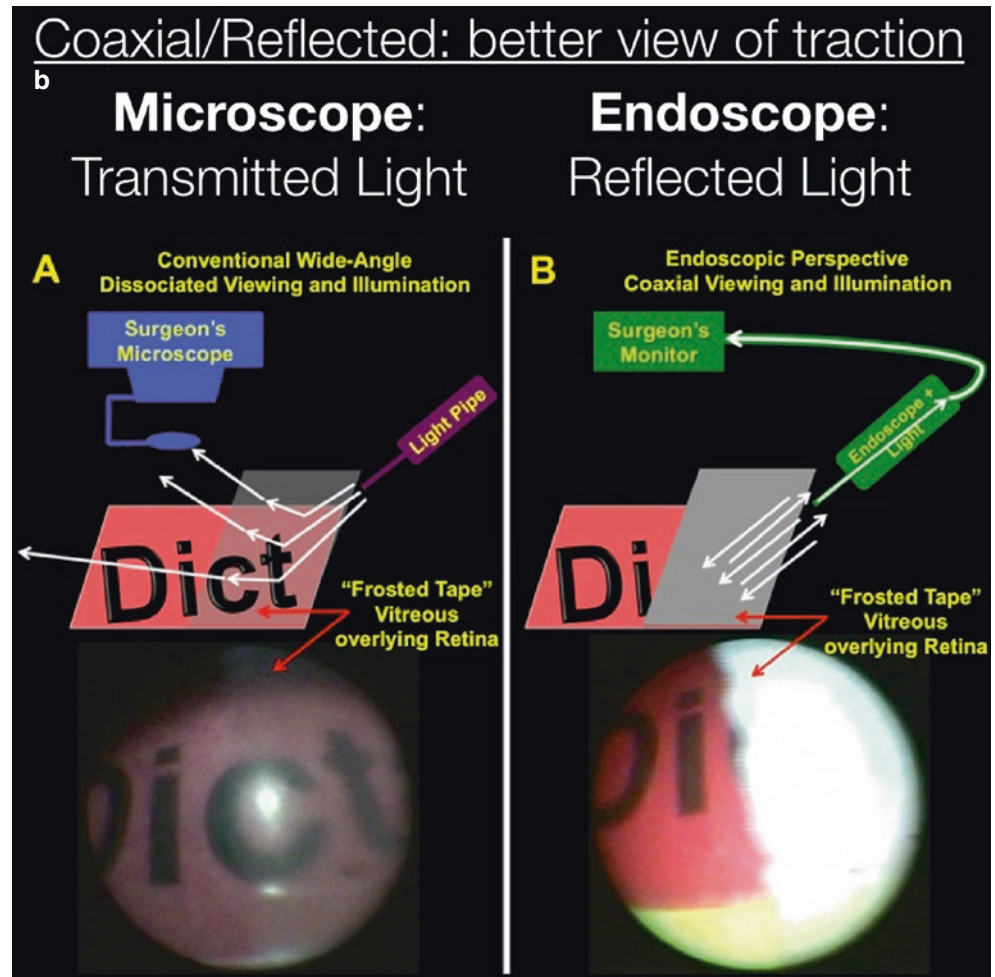 Coaxial/Reflected: better view of traction
b
Microscope:
Transmitted Light
Endoscope:
Reflected Light
A
Conventional Wide-Angle
Dissociated Viewing and Illumination
Surgeon's
Microscope
Light Pipe
Dict
"Frosted Tape"
Vitreous
overlying Retina
Dict
B
Endoscopic Perspective
Coaxial Viewing and Illumination
Surgeon's
Monitor
Endoscope +
Light
Di
"Frosted Tape"
Vitreous
overlying Retina
Di